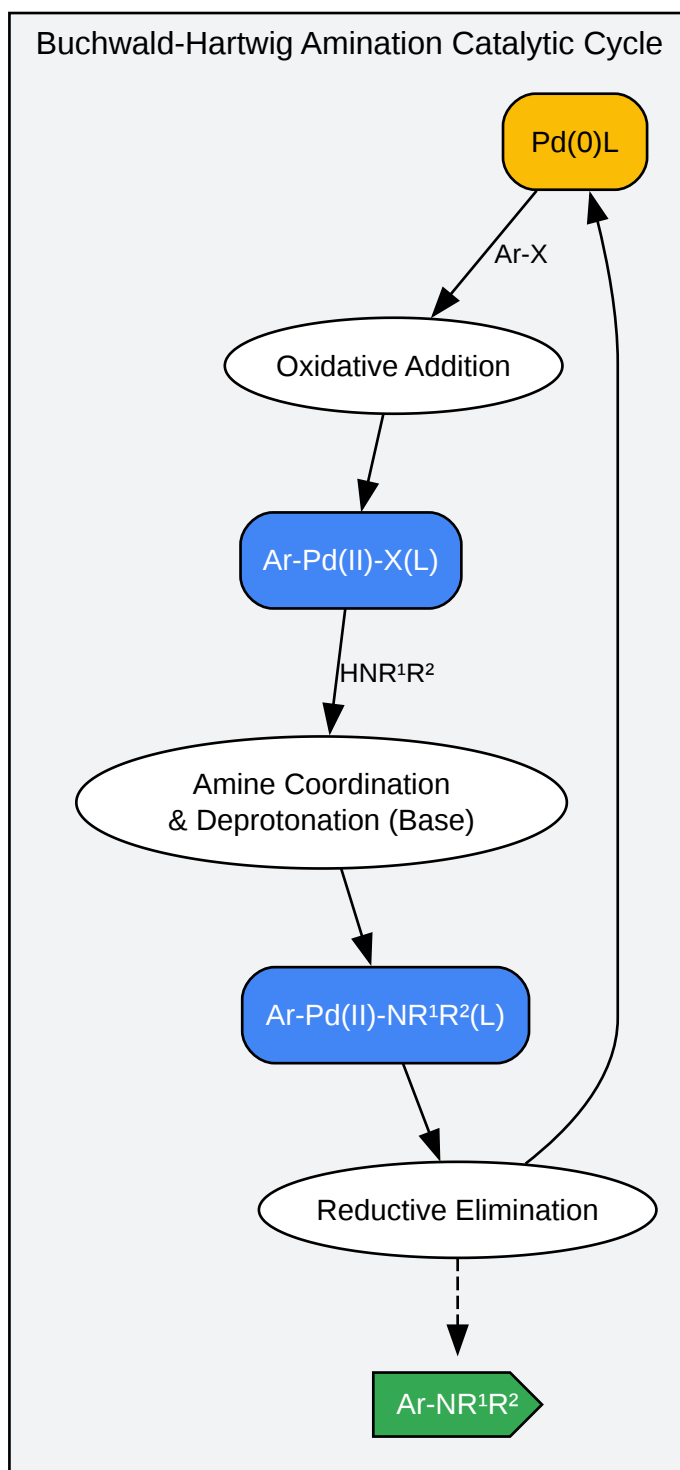 Buchwald-Hartwig Amination Catalytic Cycle
Pd(0)L
Ar-X
Oxidative Addition
Ar-Pd(II)-X(L)
HNR¹R²
Amine Coordination
& Deprotonation (Base)
Ar-Pd(II)-NR¹R²(L)
Reductive Elimination
Ar-NR¹R²